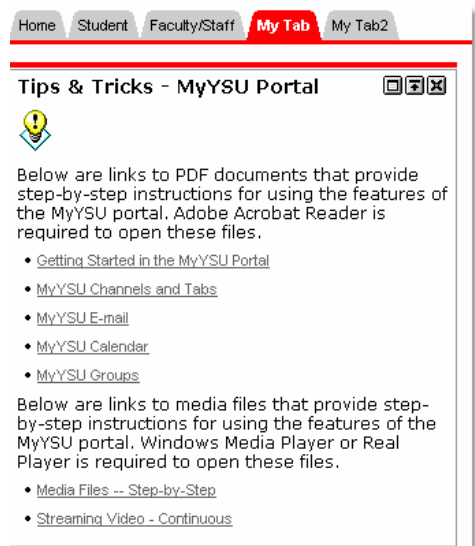 Home Student Faculty/Staff My Tab My Tab2
Tips & Tricks - MyYSU Portal
Below are links to PDF documents that provide
step-by-step instructions for using the features of
the MyYSU portal. Adobe Acrobat Reader is
required to open these files.
• Getting Started in the MyYSU Portal
• MyYSU Channels and Tabs
• MyYSU E-mail
• MyYSU Calendar
• MyYSU Groups
Below are links to media files that provide step-
by-step instructions for using the features of the
MyYSU portal. Windows Media Player or Real
Player is required to open these files.
• Media Files -- Step-by-Step
• Streaming Video - Continuous